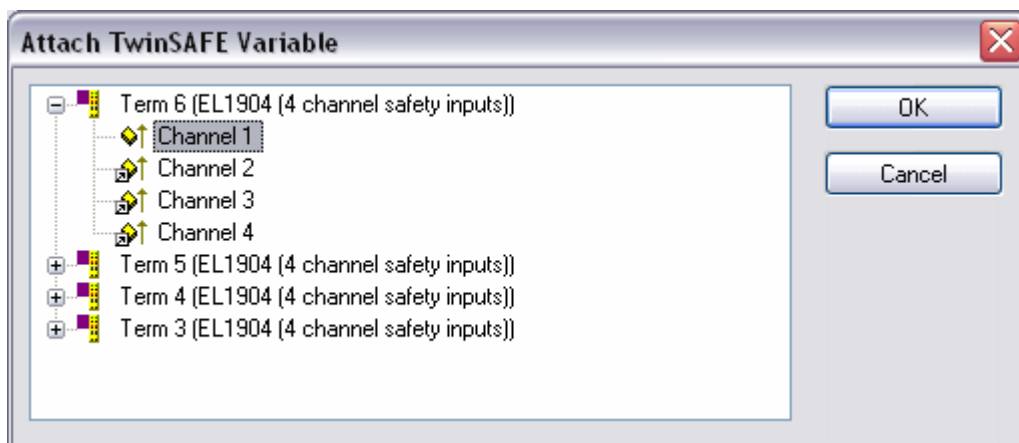 Attach TwinSAFE Variable
Term 6 (EL1904 (4 channel safety inputs))
Channel 1
Channel 2
Channel 3
Channel 4
Term 5 (EL1904 (4 channel safety inputs))
Term 4 (EL1904 (4 channel safety inputs))
Term 3 (EL1904 (4 channel safety inputs))
OK
Cancel